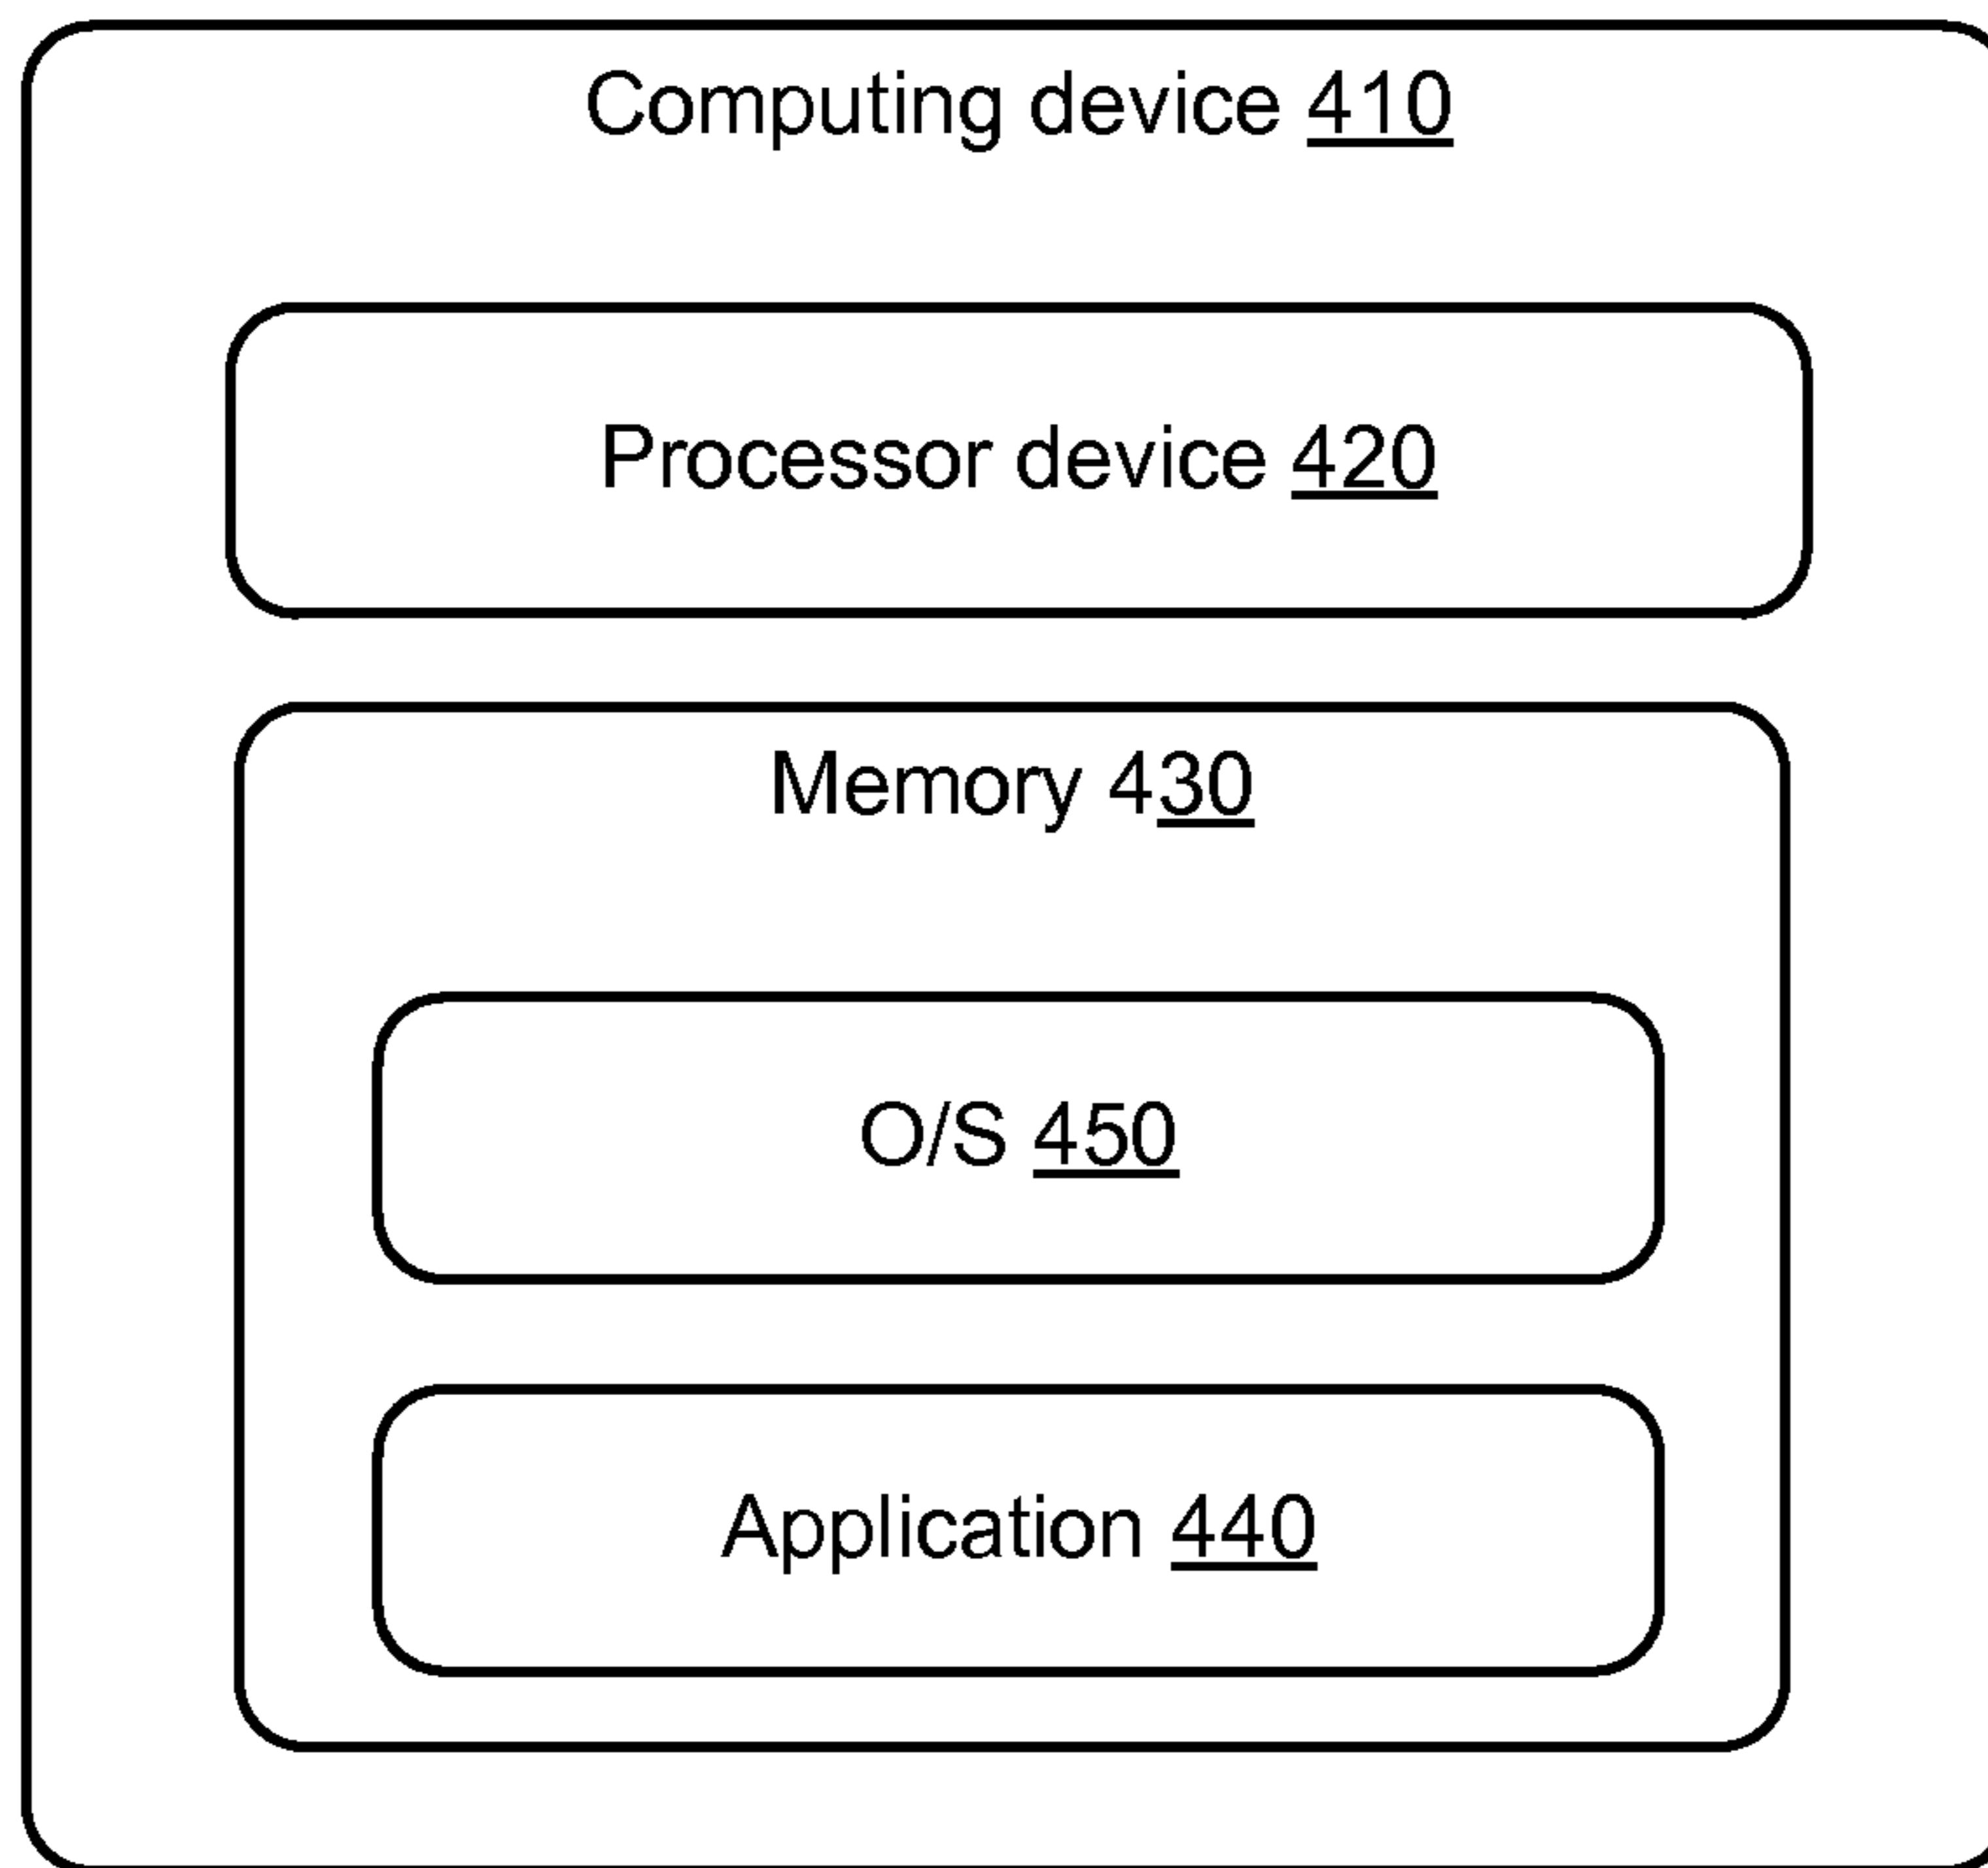 Computing device 410
Processor device 420
Memory 430
O/S 450
Application 440